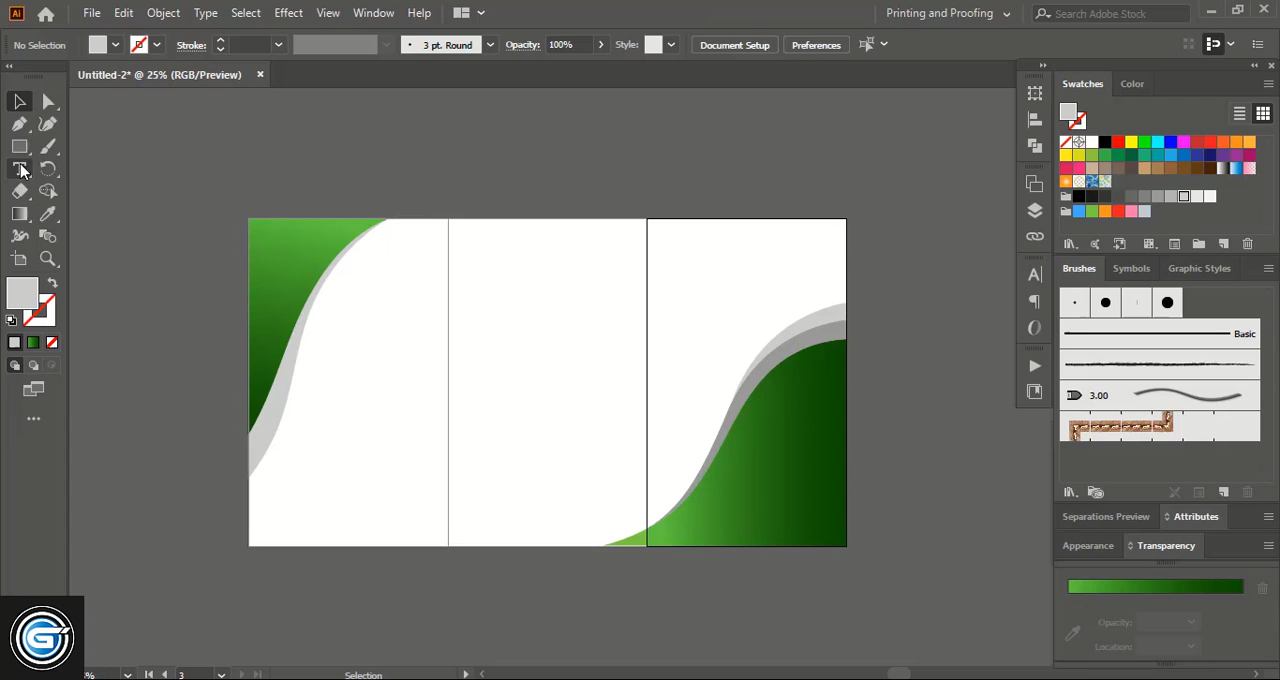 Ai File Edit Object Type Select Effect View Window Help Printing and Proofing Search Adobe Stock
No Selection Stroke: 3 pt. Round Opacity: 100% Style: Document Setup Preferences
Untitled-2* @ 25% (RGB/Preview)
Swatches Color
Brushes Symbols Graphic Styles
Basic
3.00
Separations Preview Attributes
Appearance Transparency
Opacity:
Location:
% 3 Selection